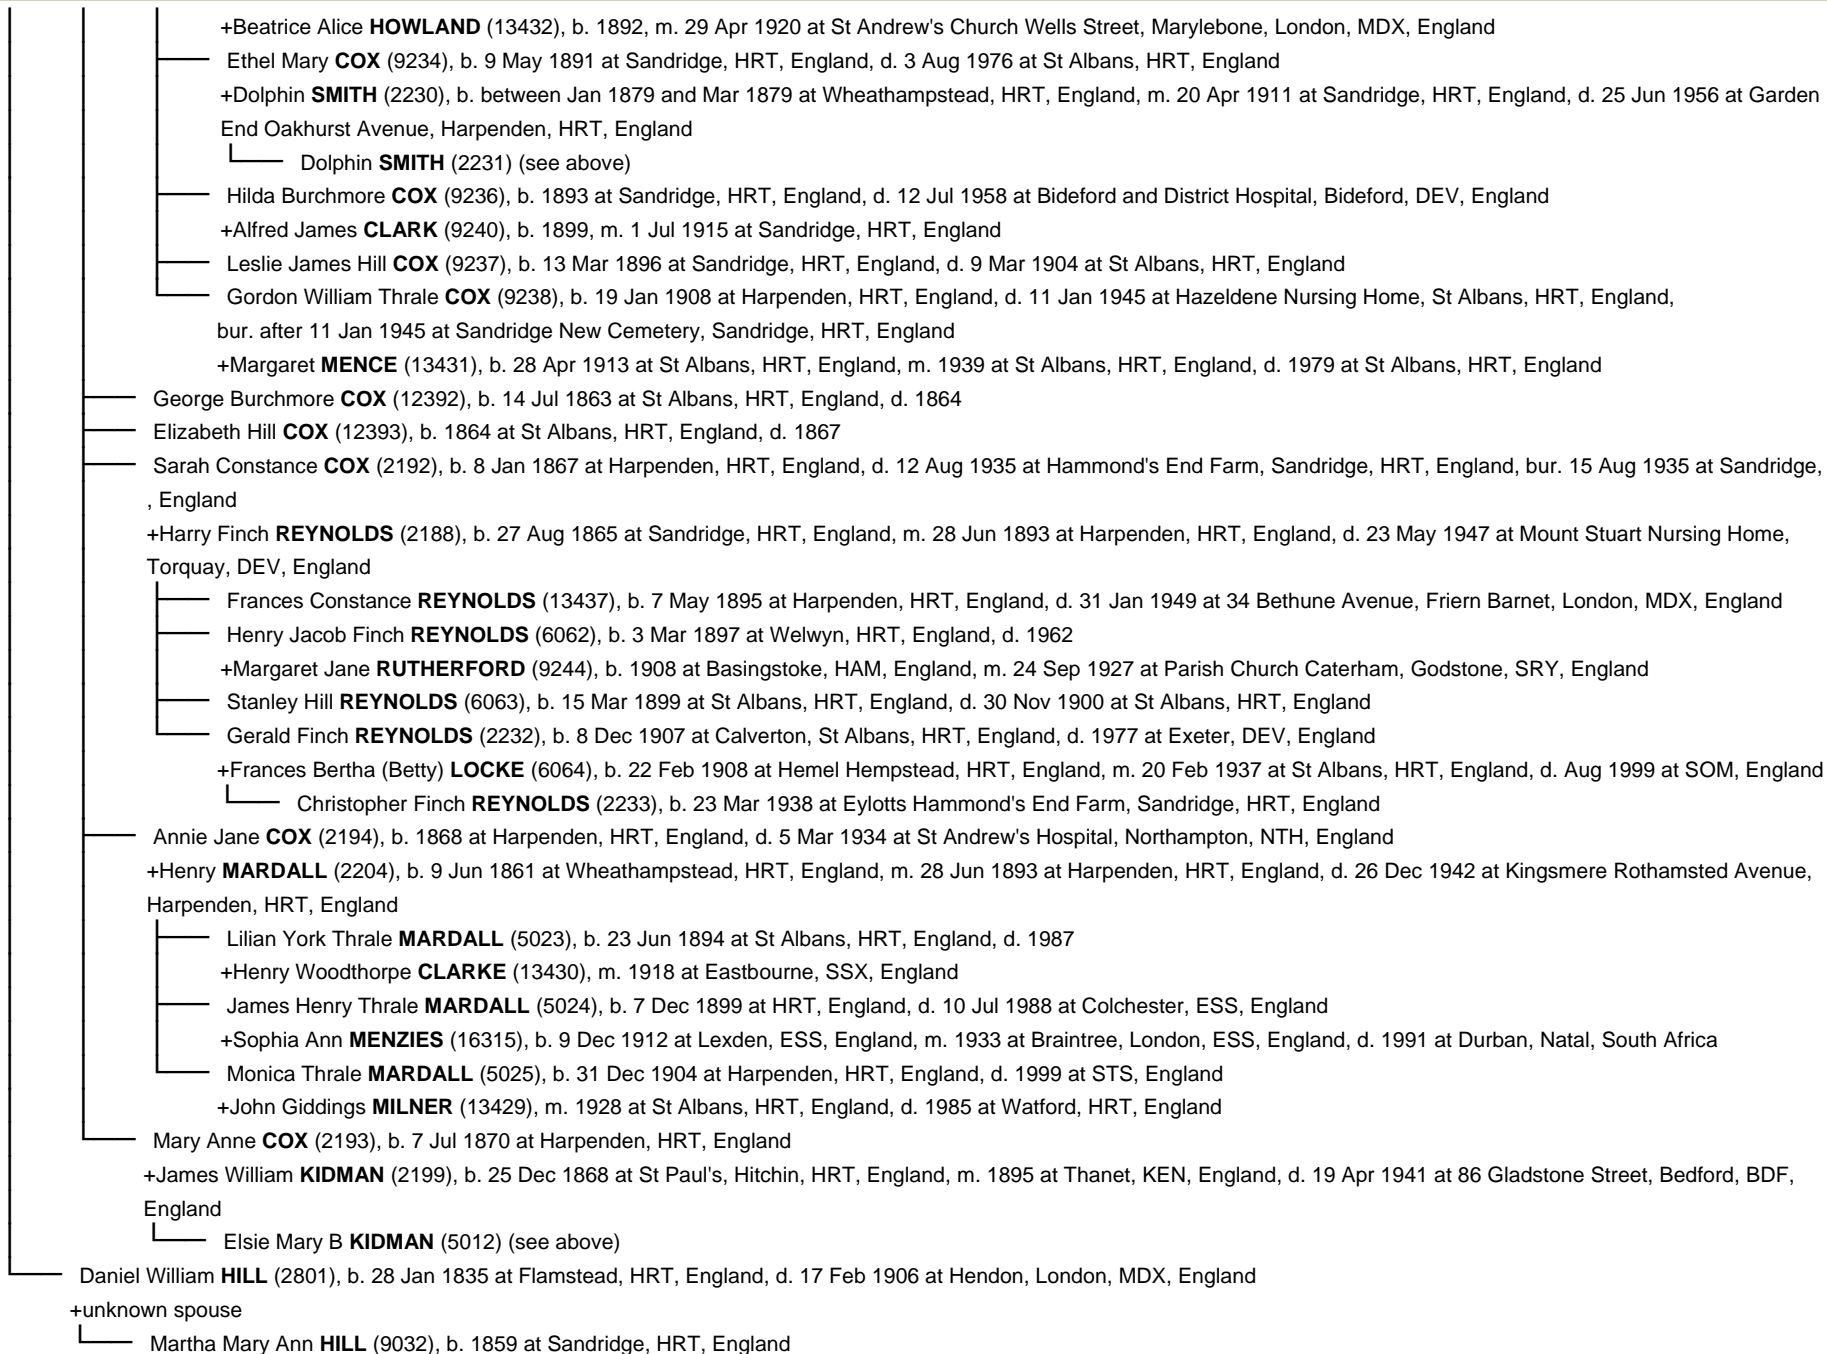 +Beatrice Alice HOWLAND (13432), b. 1892, m. 29 Apr 1920 at St Andrew's Church Wells Street, Marylebone, London, MDX, England
Ethel Mary COX (9234), b. 9 May 1891 at Sandridge, HRT, England, d. 3 Aug 1976 at St Albans, HRT, England
+Dolphin SMITH (2230), b. between Jan 1879 and Mar 1879 at Wheathampstead, HRT, England, m. 20 Apr 1911 at Sandridge, HRT, England, d. 25 Jun 1956 at Garden
End Oakhurst Avenue, Harpenden, HRT, England
Dolphin SMITH (2231) (see above)
Hilda Burchmore COX (9236), b. 1893 at Sandridge, HRT, England, d. 12 Jul 1958 at Bideford and District Hospital, Bideford, DEV, England
+Alfred James CLARK (9240), b. 1899, m. 1 Jul 1915 at Sandridge, HRT, England
Leslie James Hill COX (9237), b. 13 Mar 1896 at Sandridge, HRT, England, d. 9 Mar 1904 at St Albans, HRT, England
Gordon William Thrale COX (9238), b. 19 Jan 1908 at Harpenden, HRT, England, d. 11 Jan 1945 at Hazeldene Nursing Home, St Albans, HRT, England,
bur. after 11 Jan 1945 at Sandridge New Cemetery, Sandridge, HRT, England
+Margaret MENCE (13431), b. 28 Apr 1913 at St Albans, HRT, England, m. 1939 at St Albans, HRT, England, d. 1979 at St Albans, HRT, England
George Burchmore COX (12392), b. 14 Jul 1863 at St Albans, HRT, England, d. 1864
Elizabeth Hill COX (12393), b. 1864 at St Albans, HRT, England, d. 1867
Sarah Constance COX (2192), b. 8 Jan 1867 at Harpenden, HRT, England, d. 12 Aug 1935 at Hammond's End Farm, Sandridge, HRT, England, bur. 15 Aug 1935 at Sandridge,
, England
+Harry Finch REYNOLDS (2188), b. 27 Aug 1865 at Sandridge, HRT, England, m. 28 Jun 1893 at Harpenden, HRT, England, d. 23 May 1947 at Mount Stuart Nursing Home,
Torquay, DEV, England
Frances Constance REYNOLDS (13437), b. 7 May 1895 at Harpenden, HRT, England, d. 31 Jan 1949 at 34 Bethune Avenue, Friern Barnet, London, MDX, England
Henry Jacob Finch REYNOLDS (6062), b. 3 Mar 1897 at Welwyn, HRT, England, d. 1962
+Margaret Jane RUTHERFORD (9244), b. 1908 at Basingstoke, HAM, England, m. 24 Sep 1927 at Parish Church Caterham, Godstone, SRY, England
Stanley Hill REYNOLDS (6063), b. 15 Mar 1899 at St Albans, HRT, England, d. 30 Nov 1900 at St Albans, HRT, England
Gerald Finch REYNOLDS (2232), b. 8 Dec 1907 at Calverton, St Albans, HRT, England, d. 1977 at Exeter, DEV, England
+Frances Bertha (Betty) LOCKE (6064), b. 22 Feb 1908 at Hemel Hempstead, HRT, England, m. 20 Feb 1937 at St Albans, HRT, England, d. Aug 1999 at SOM, England
Christopher Finch REYNOLDS (2233), b. 23 Mar 1938 at Eylotts Hammond's End Farm, Sandridge, HRT, England
Annie Jane COX (2194), b. 1868 at Harpenden, HRT, England, d. 5 Mar 1934 at St Andrew's Hospital, Northampton, NTH, England
+Henry MARDALL (2204), b. 9 Jun 1861 at Wheathampstead, HRT, England, m. 28 Jun 1893 at Harpenden, HRT, England, d. 26 Dec 1942 at Kingsmere Rothamsted Avenue,
Harpenden, HRT, England
Lilian York Thrale MARDALL (5023), b. 23 Jun 1894 at St Albans, HRT, England, d. 1987
+Henry Woodthorpe CLARKE (13430), m. 1918 at Eastbourne, SSX, England
James Henry Thrale MARDALL (5024), b. 7 Dec 1899 at HRT, England, d. 10 Jul 1988 at Colchester, ESS, England
+Sophia Ann MENZIES (16315), b. 9 Dec 1912 at Lexden, ESS, England, m. 1933 at Braintree, London, ESS, England, d. 1991 at Durban, Natal, South Africa
Monica Thrale MARDALL (5025), b. 31 Dec 1904 at Harpenden, HRT, England, d. 1999 at STS, England
+John Giddings MILNER (13429), m. 1928 at St Albans, HRT, England, d. 1985 at Watford, HRT, England
Mary Anne COX (2193), b. 7 Jul 1870 at Harpenden, HRT, England
+James William KIDMAN (2199), b. 25 Dec 1868 at St Paul's, Hitchin, HRT, England, m. 1895 at Thanet, KEN, England, d. 19 Apr 1941 at 86 Gladstone Street, Bedford, BDF,
England
Elsie Mary B KIDMAN (5012) (see above)
Daniel William HILL (2801), b. 28 Jan 1835 at Flamstead, HRT, England, d. 17 Feb 1906 at Hendon, London, MDX, England
+unknown spouse
Martha Mary Ann HILL (9032), b. 1859 at Sandridge, HRT, England